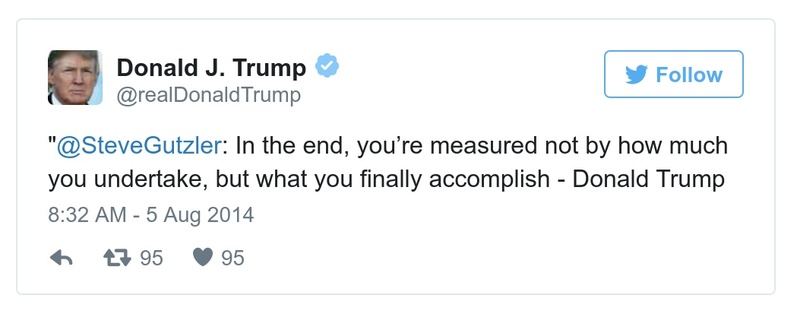 Donald J. Trump
@realDonaldTrump
Follow
"@SteveGutzler: In the end, you’re measured not by how much
you undertake, but what you finally accomplish - Donald Trump
8:32 AM - 5 Aug 2014
95 95